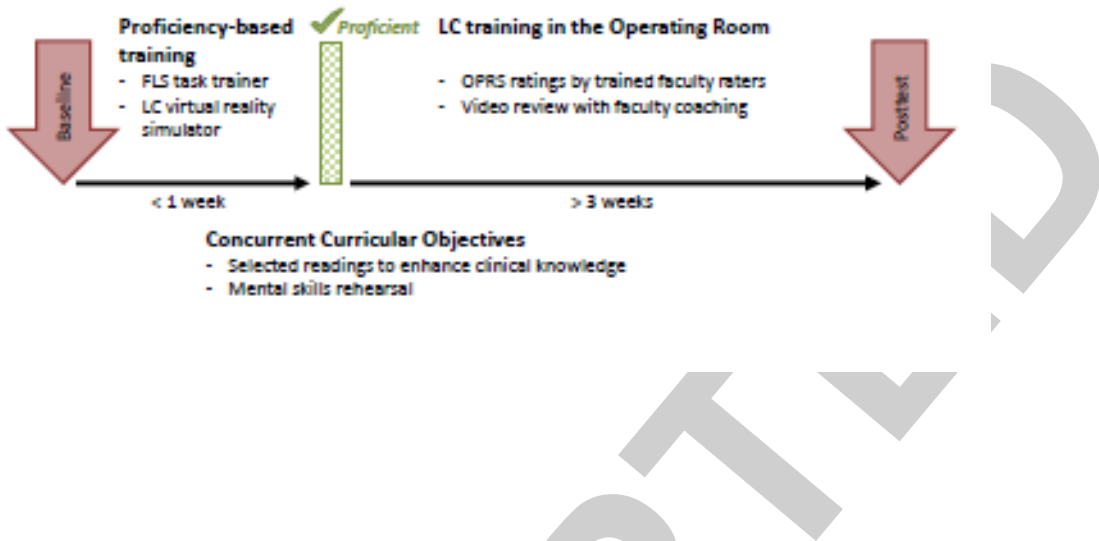 Proficiency-based
training
- FLS task trainer
- LC virtual reality
simulator
Proficient
LC training in the Operating Room
- OPRS ratings by trained faculty raters
- Video review with faculty coaching
Baseline
Posttest
< 1 week
> 3 weeks
Concurrent Curricular Objectives
- Selected readings to enhance clinical knowledge
- Mental skills rehearsal
PTED